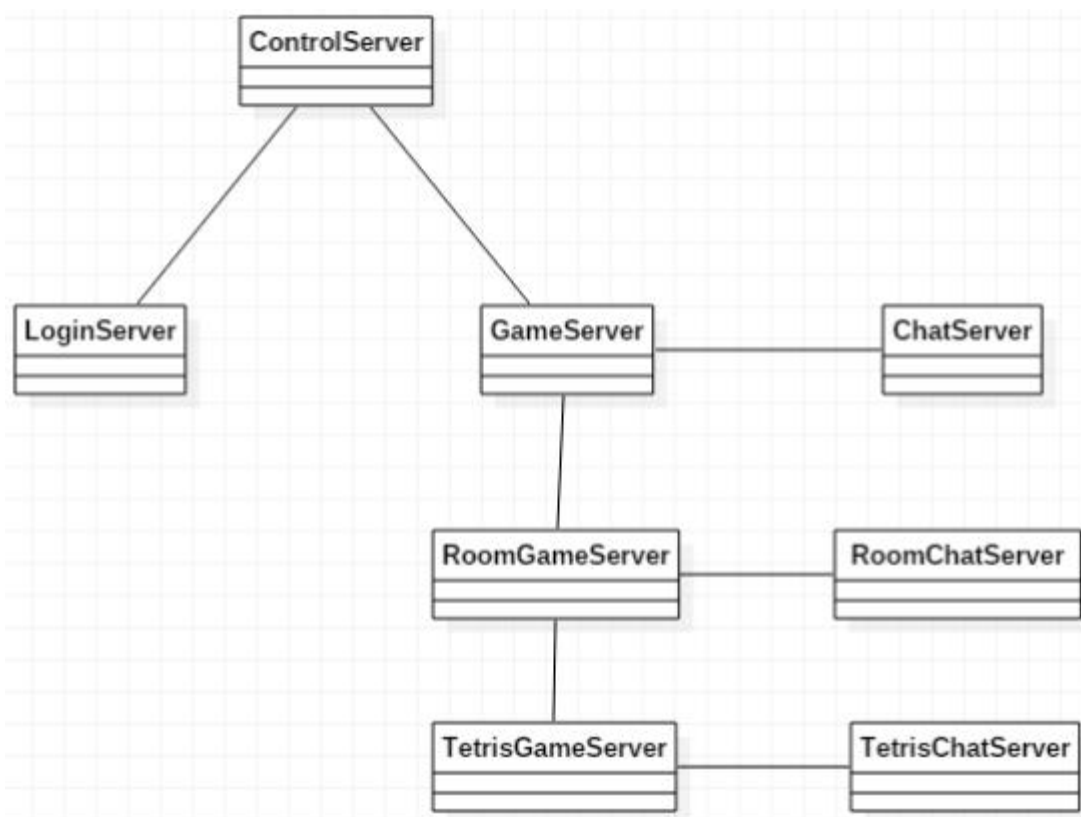 ControlServer
LoginServer
GameServer
ChatServer
RoomGameServer
RoomChatServer
TetrisGameServer
TetrisChatServer